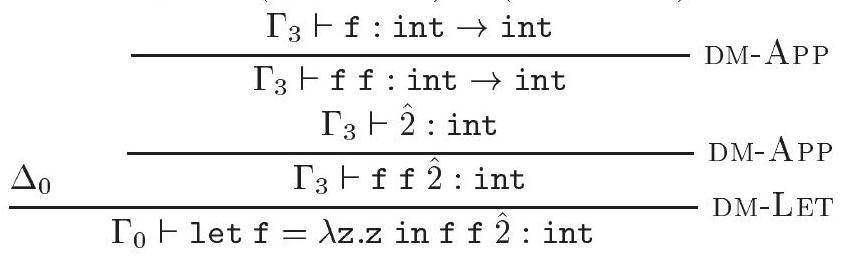 Γ₃ ⊢ f : int → int
DM-APP
Γ₃ ⊢ f f : int → int
Γ₃ ⊢ 2̂ : int
DM-APP
Δ₀ Γ₃ ⊢ f f 2̂ : int
DM-LET
Γ₀ ⊢ let f = λz.z in f f 2̂ : int